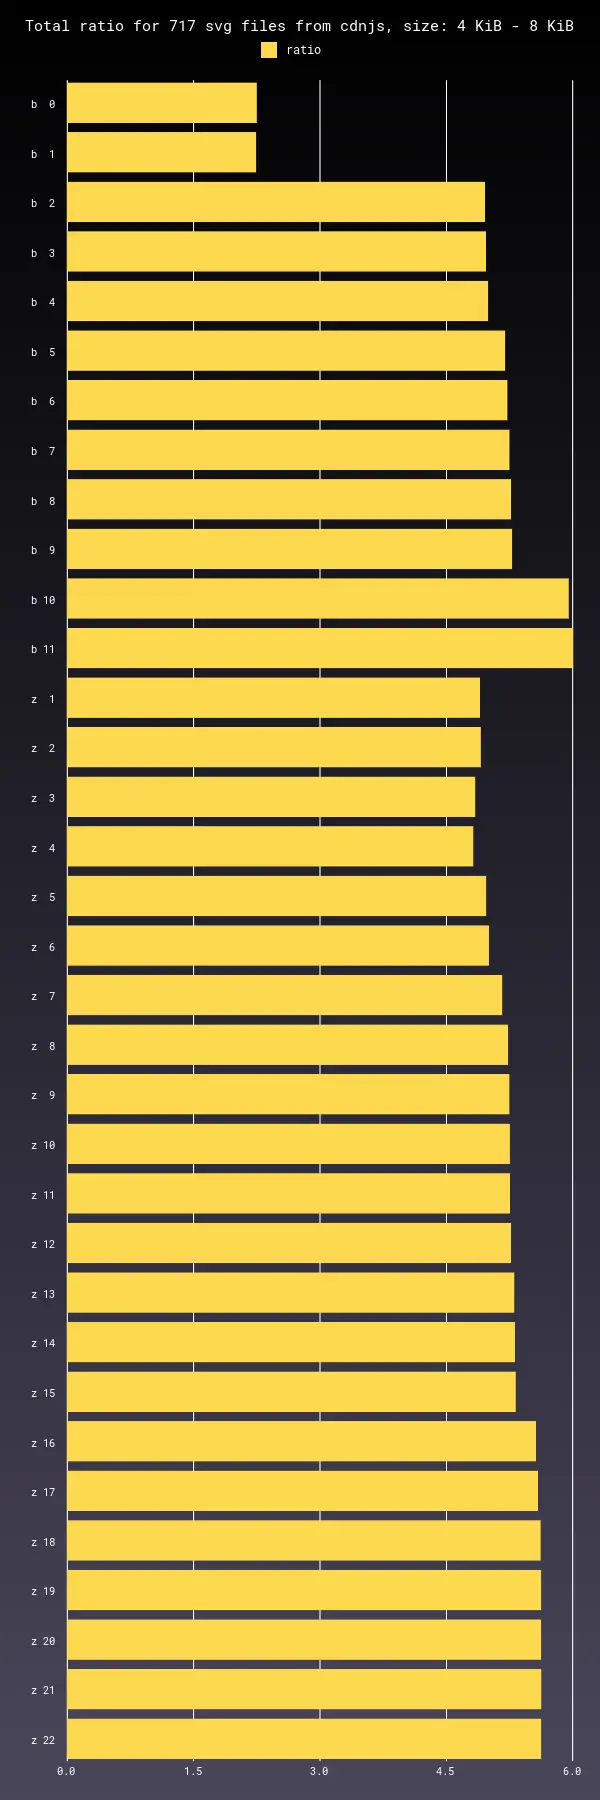 Total ratio for 717 svg files from cdnjs, size: 4 KiB - 8 KiB
ratio
b 0
b 1
b 2
b 3
b 4
b 5
b 6
b 7
b 8
b 9
b 10
b 11
z 1
z 2
z 3
z 4
z 5
z 6
z 7
z 8
z 9
z 10
z 11
z 12
z 13
z 14
z 15
z 16
z 17
z 18
z 19
z 20
z 21
z 22
0.0 1.5 3.0 4.5 6.0